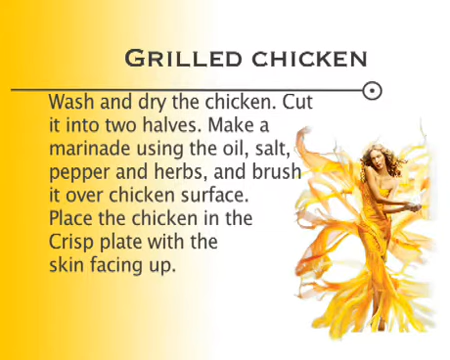 GRILLED CHICKEN
Wash and dry the chicken. Cut
it into two halves. Make a
marinade using the oil, salt,
pepper and herbs, and brush
it over chicken surface.
Place the chicken in the
Crisp plate with the
skin facing up.